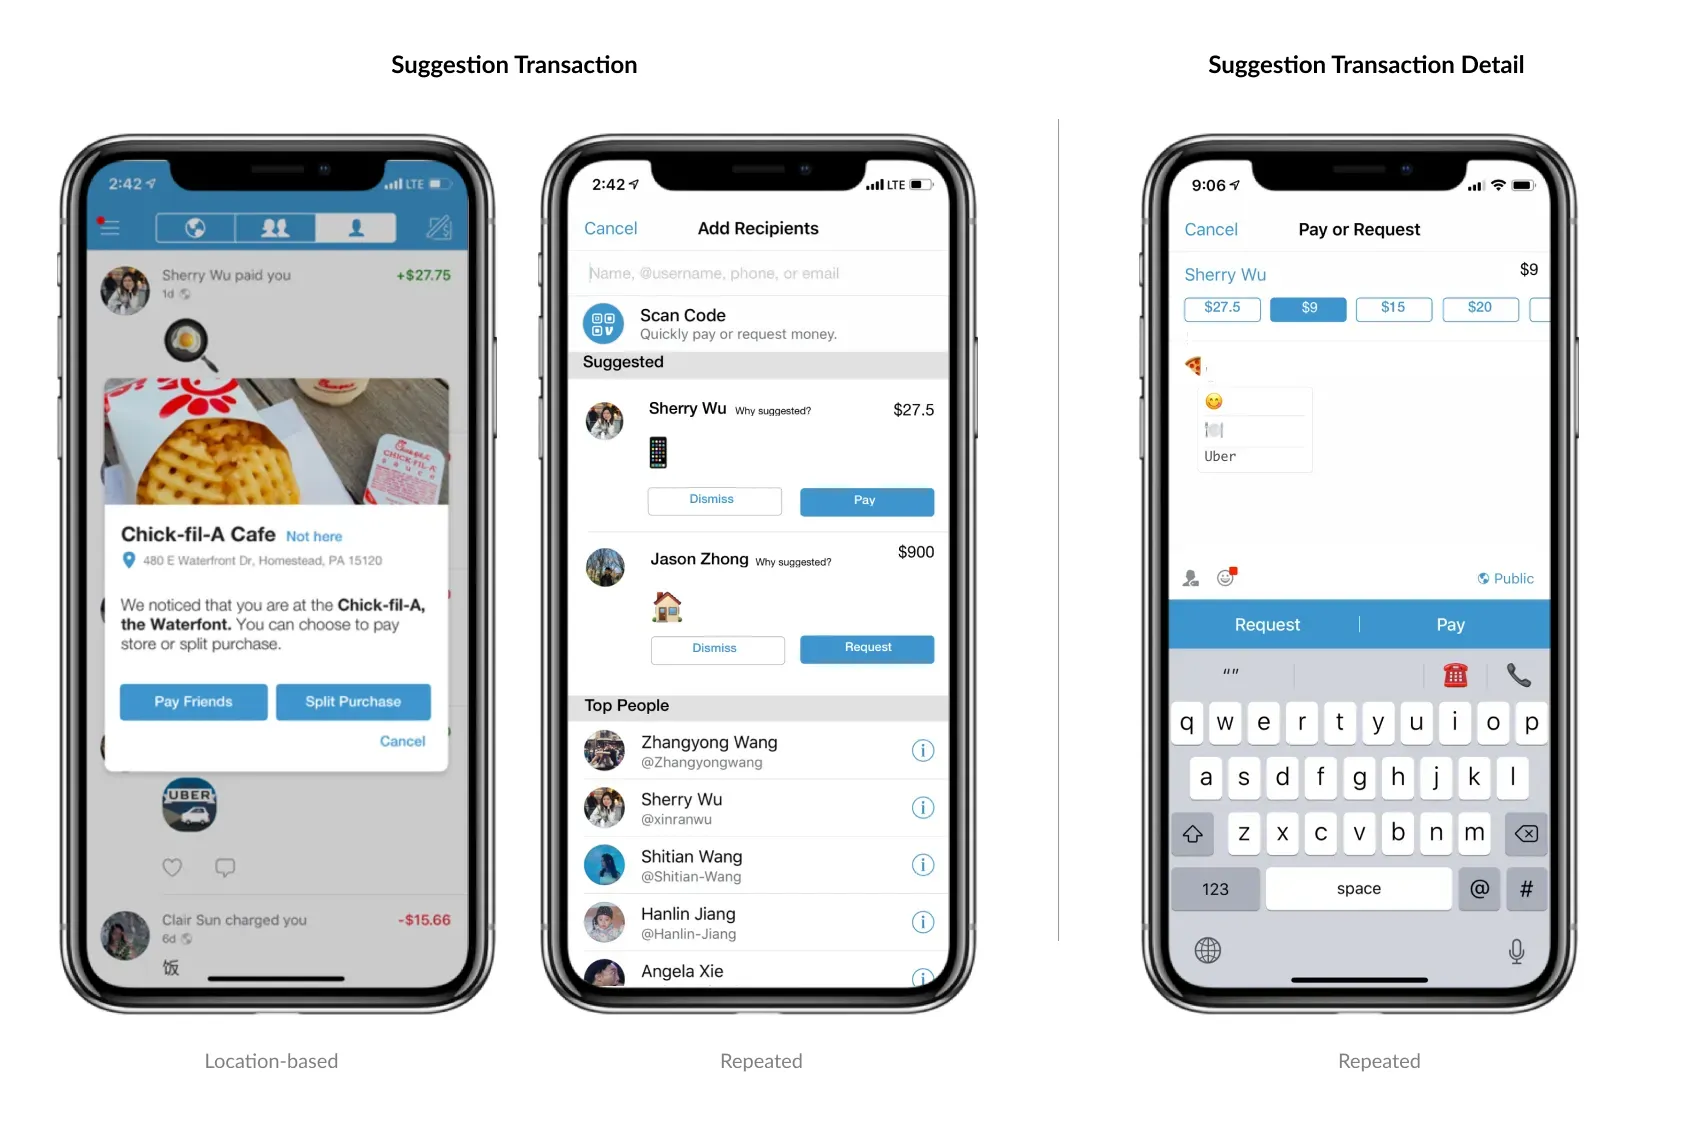 Suggestion Transaction
Suggestion Transaction Detail
2:42
LTE
Sherry Wu paid you
+$27.75
1d
CHICK-FIL-A
sauce
Chick-fil-A Cafe Not here
480 E Waterfront Dr, Homestead, PA 15120
We noticed that you are at the Chick-fil-A,
the Waterfont. You can choose to pay
store or split purchase.
Pay Friends
Split Purchase
Cancel
UBER
Clair Sun charged you
-$15.66
6d
饭
Location-based
2:42
LTE
Cancel
Add Recipients
Name, @username, phone, or email
Scan Code
Quickly pay or request money.
Suggested
Sherry Wu Why suggested?
$27.5
Dismiss
Pay
Jason Zhong Why suggested?
$900
Dismiss
Request
Top People
Zhangyong Wang
@Zhangyongwang
Sherry Wu
@xinranwu
Shitian Wang
@Shitian-Wang
Hanlin Jiang
@Hanlin-Jiang
Angela Xie
Repeated
9:06
Cancel
Pay or Request
Sherry Wu
$9
$27.5
$9
$15
$20
Uber
Public
Request
Pay
“”
q w e r t y u i o p
a s d f g h j k l
z x c v b n m
123
space
@
#
Repeated